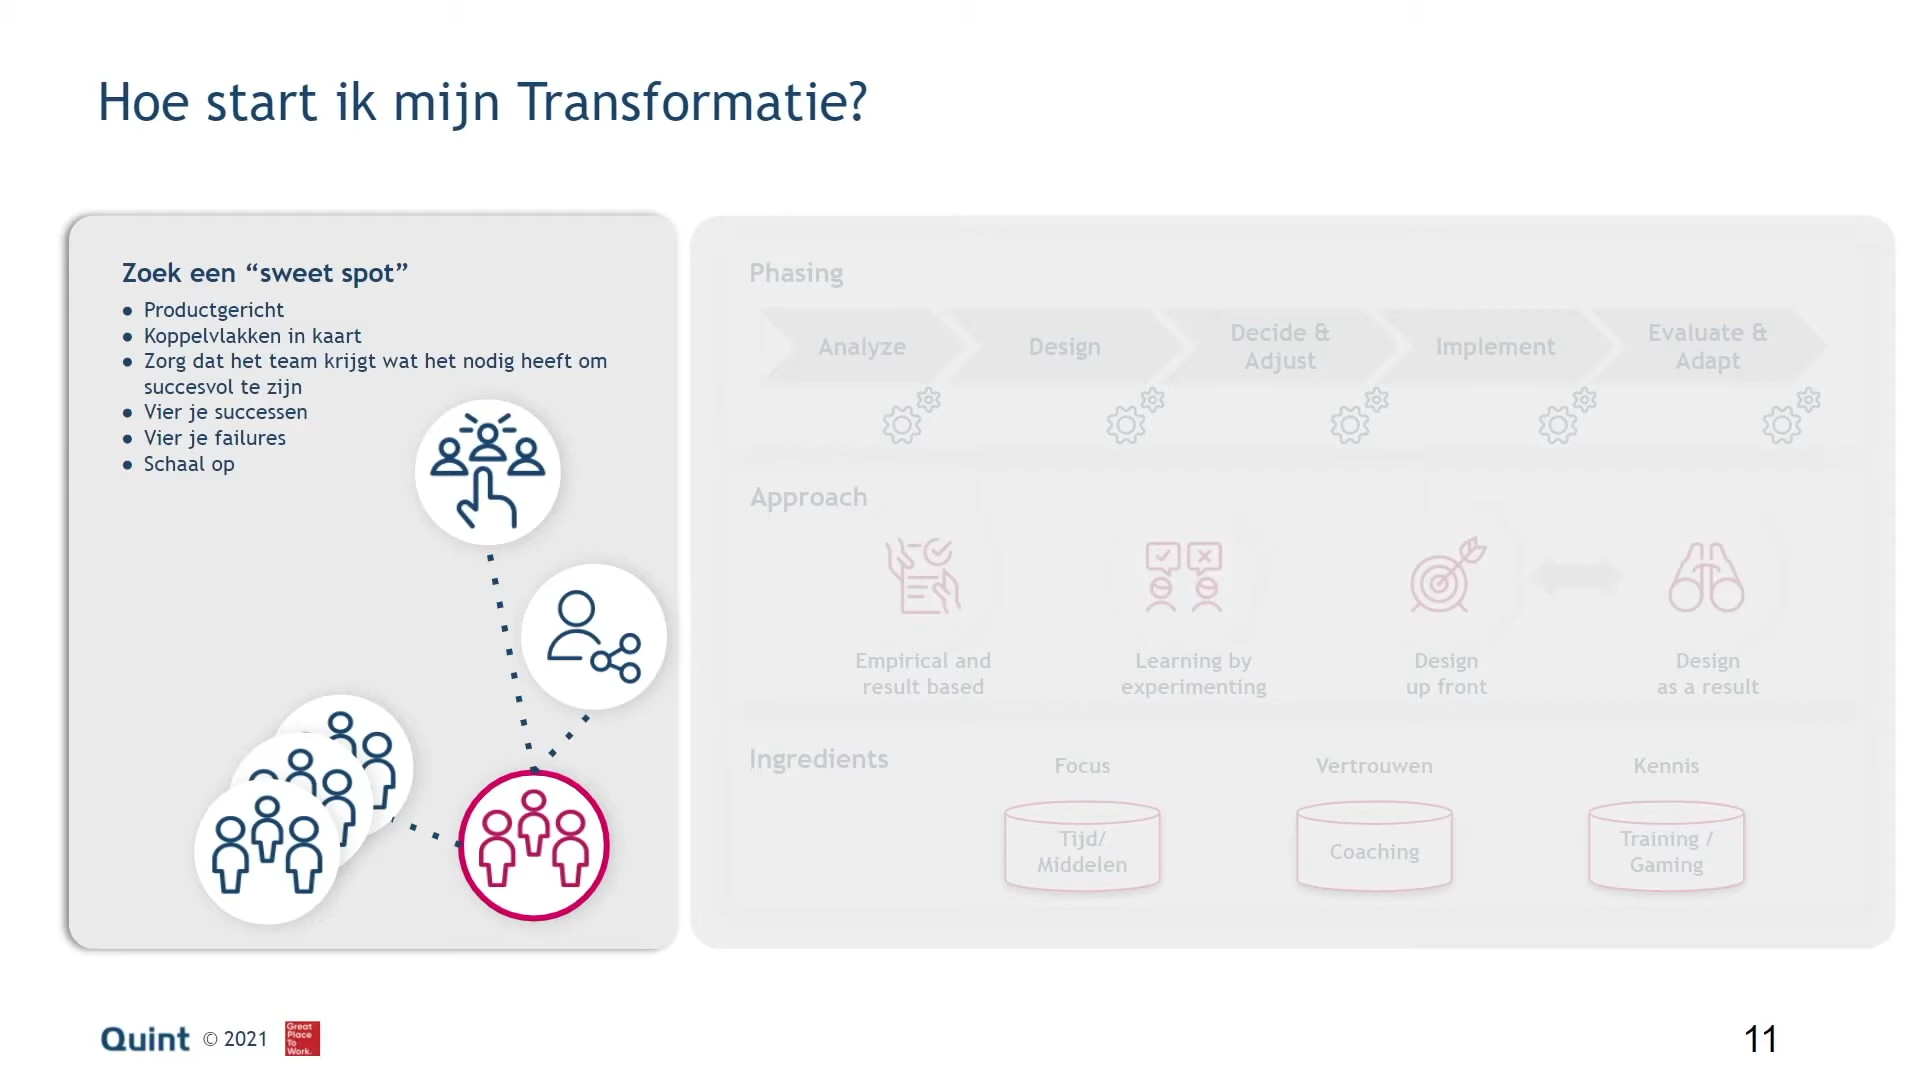 Hoe start ik mijn Transformatie?
Zoek een “sweet spot”
● Productgericht
● Koppelvlakken in kaart
● Zorg dat het team krijgt wat het nodig heeft om
succesvol te zijn
● Vier je successen
● Vier je failures
● Schaal op
Phasing
Analyze
Design
Decide &
Adjust
Implement
Evaluate &
Adapt
Approach
Empirical and
result based
Learning by
experimenting
Design
up front
Design
as a result
Ingredients
Focus
Vertrouwen
Kennis
Tijd/
Middelen
Coaching
Training /
Gaming
Quint © 2021
Great
Place
To
Work.
11